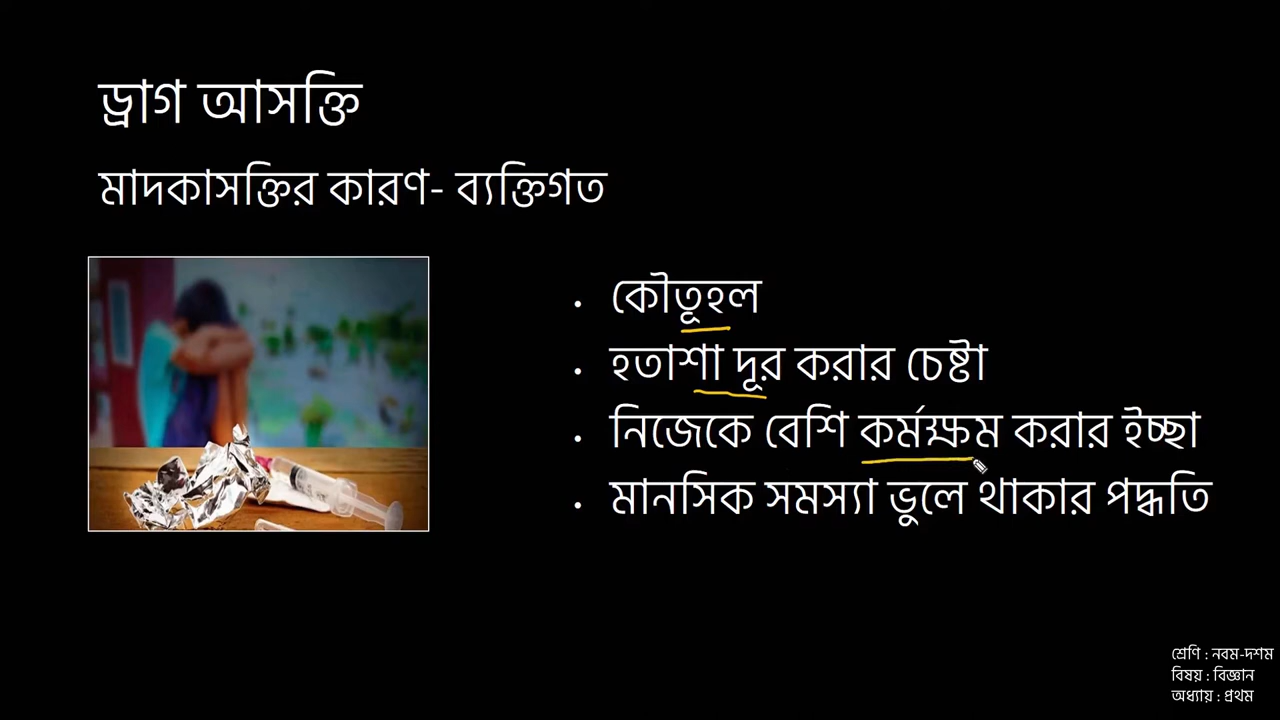 ড্রাগ আসক্তি
মাদকাসক্তির কারণ- ব্যক্তিগত
• কৌতূহল
• হতাশা দূর করার চেষ্টা
• নিজেকে বেশি কর্মক্ষম করার ইচ্ছা
• মানসিক সমস্যা ভুলে থাকার পদ্ধতি
শ্রেণি : নবম-দশম
বিষয় : বিজ্ঞান
অধ্যায় : প্রথম